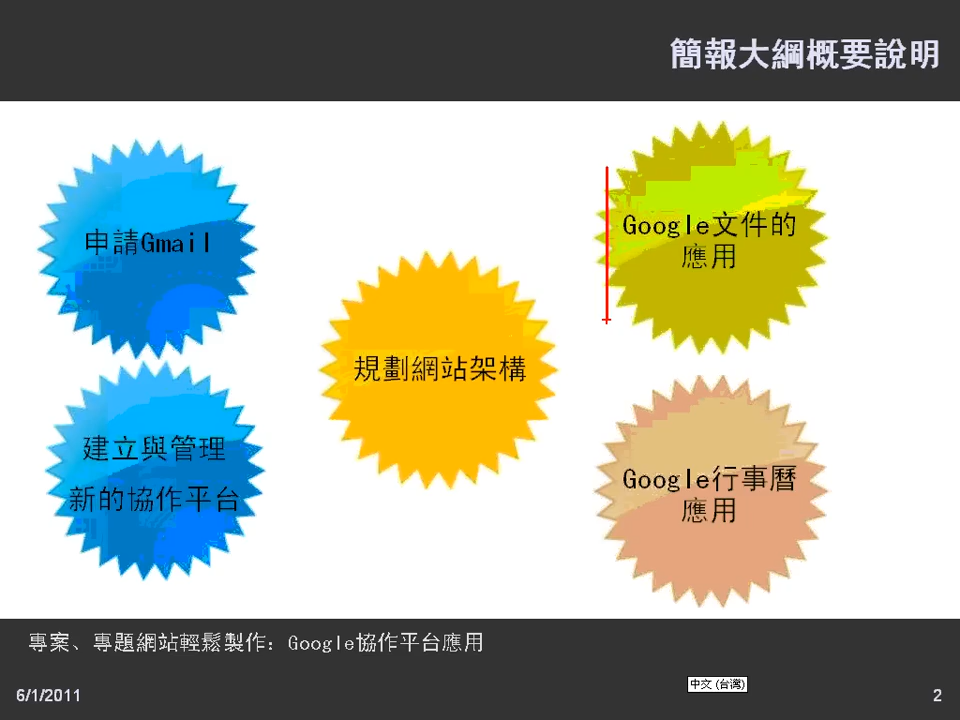 簡報大綱概要說明
申請Gmail
建立與管理
新的協作平台
規劃網站架構
Google文件的
應用
Google行事曆
應用
專案、專題網站輕鬆製作：Google協作平台應用
6/1/2011
中文 (台灣)
2